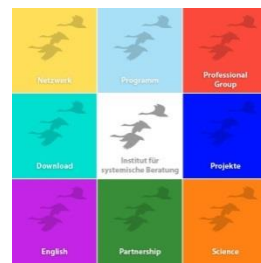 Netzwerk
Programm
Professional
Group
Download
Institut für
systemische Beratung
Projekte
English
Partnership
Science